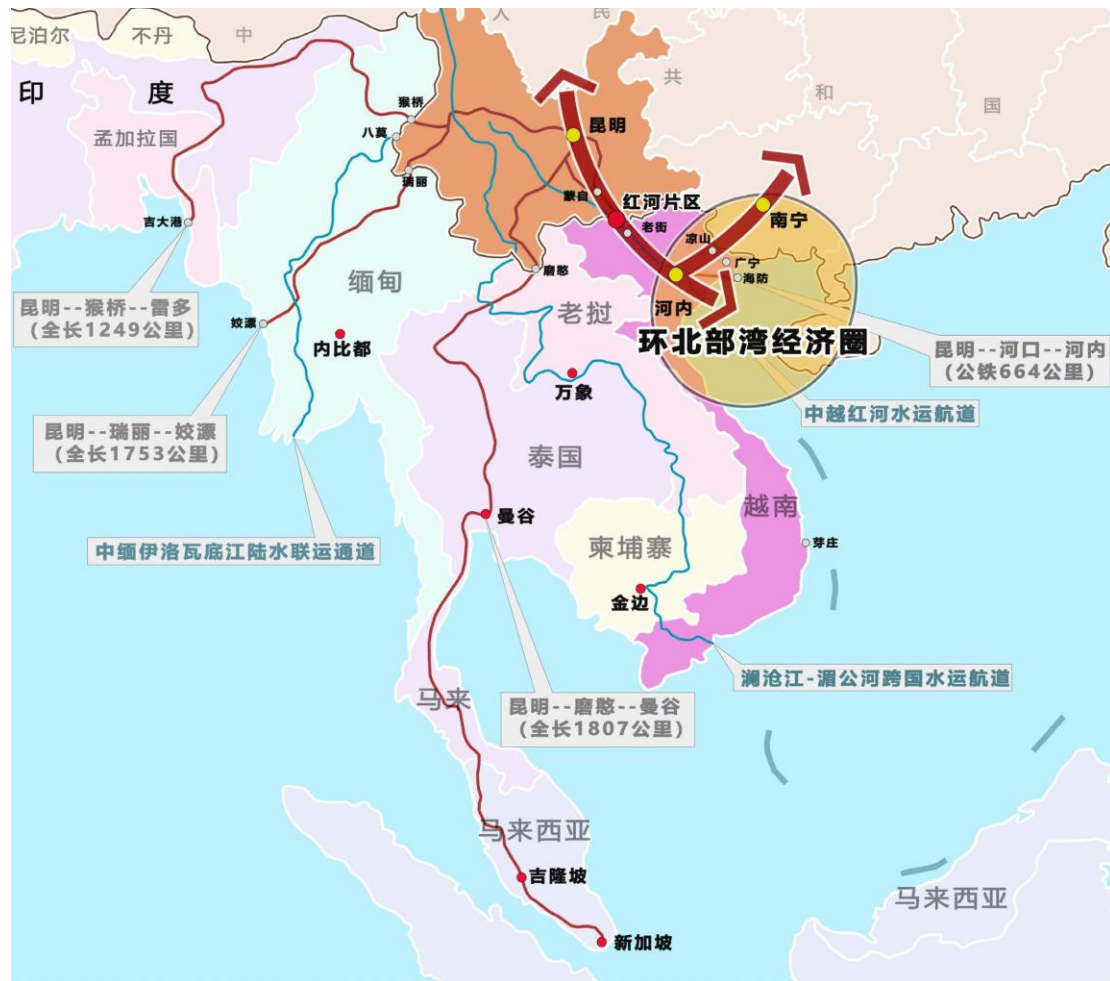 人
民
尼泊尔
不丹
中
共
和
国
印
度
孟加拉国
猴桥
八莫
昆明
瑞丽
蒙自
红河片区
老街
凉山
南宁
广宁
海防
吉大港
磨憨
河内
缅甸
老挝
昆明--猴桥--雷多
(全长1249公里)
姣漂
内比都
环北部湾经济圈
昆明--河口--河内
(公铁664公里)
万象
中越红河水运航道
昆明--瑞丽--姣漂
(全长1753公里)
泰国
越南
曼谷
芽庄
中缅伊洛瓦底江陆水联运通道
柬埔寨
金边
澜沧江-湄公河跨国水运航道
马来
昆明--磨憨--曼谷
(全长1807公里)
马来西亚
吉隆坡
马来西亚
新加坡